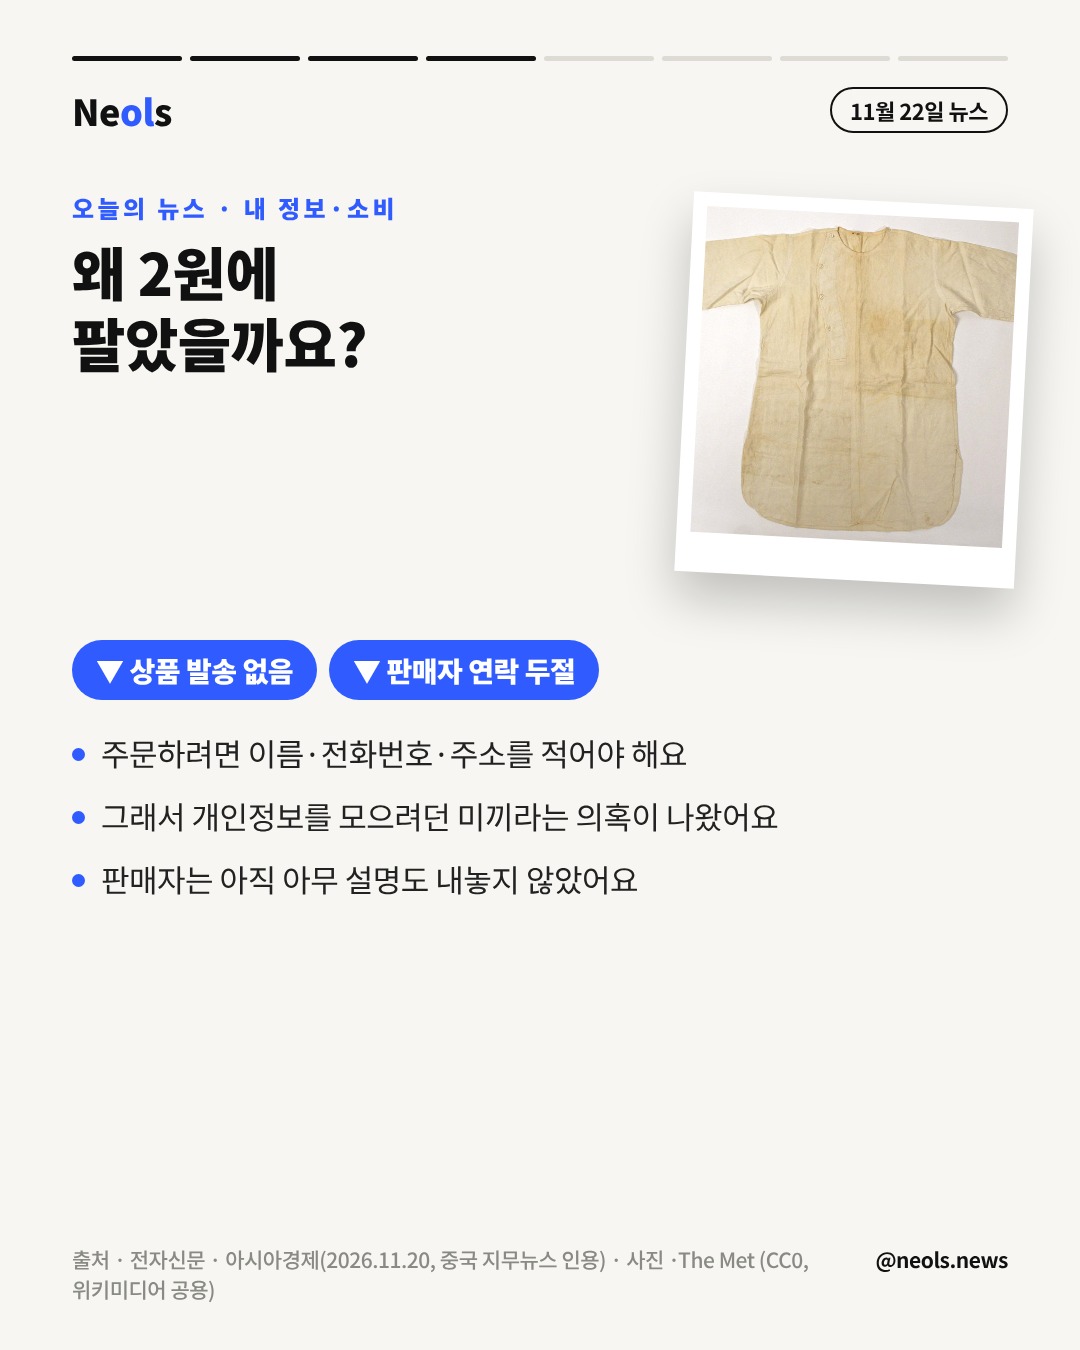 Neols
11월 22일 뉴스
오늘의 뉴스 · 내 정보·소비
왜 2원에
팔았을까요?
▼ 상품 발송 없음
▼ 판매자 연락 두절
주문하려면 이름·전화번호·주소를 적어야 해요
그래서 개인정보를 모으려던 미끼라는 의혹이 나왔어요
판매자는 아직 아무 설명도 내놓지 않았어요
출처 · 전자신문 · 아시아경제(2026.11.20, 중국 지무뉴스 인용) · 사진 ·The Met (CC0,
위키미디어 공용)
@neols.news